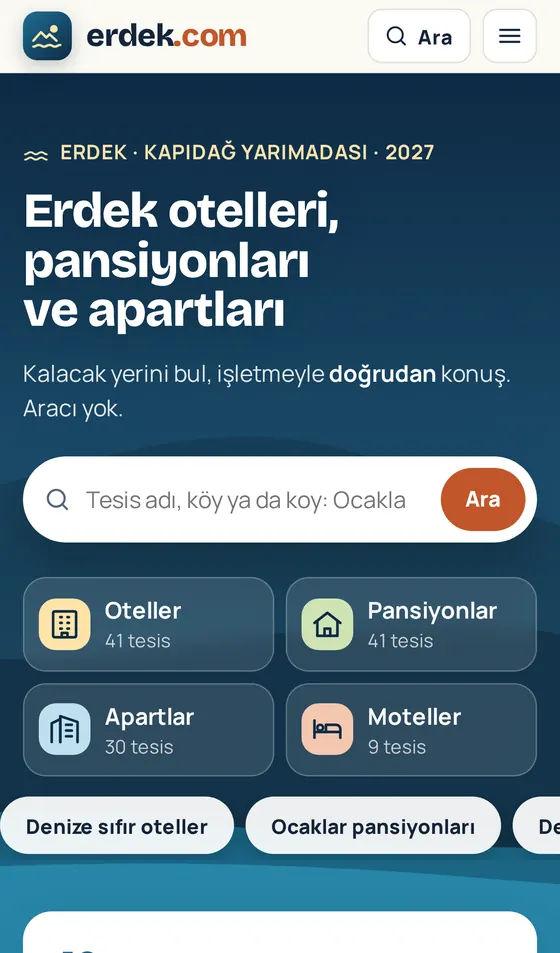 erdek.com
Ara
ERDEK · KAPIDAĞ YARIMADASI · 2027
Erdek otelleri,
pansiyonları
ve apartları
Kalacak yerini bul, işletmeyle doğrudan konuş.
Aracı yok.
Tesis adı, köy ya da koy: Ocakla
Ara
Oteller
41 tesis
Pansiyonlar
41 tesis
Apartlar
30 tesis
Moteller
9 tesis
Denize sıfır oteller
Ocaklar pansiyonları